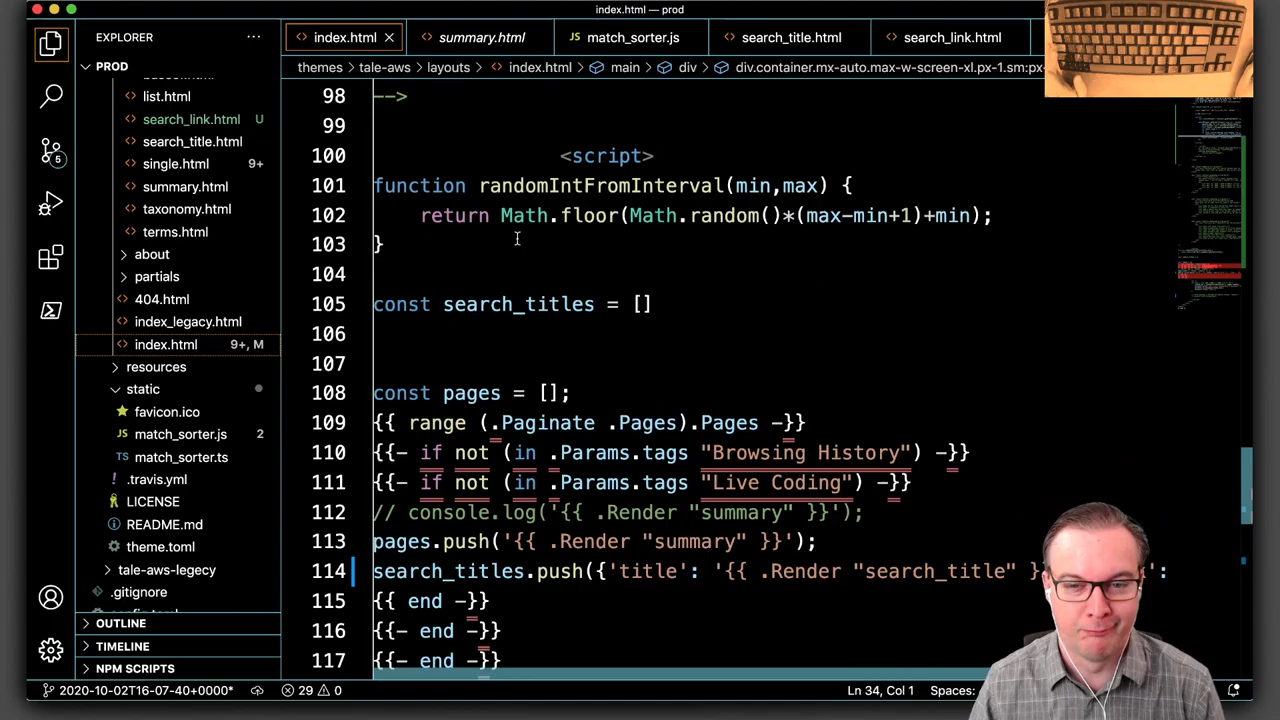 index.html — prod
EXPLORER
index.html
summary.html
match_sorter.js
search_title.html
search_link.html
themes › tale-aws › layouts › index.html › main › div › div.container.mx-auto.max-w-screen-xl.px-1.sm:px-
PROD
list.html
search_link.html U
search_title.html
single.html 9+
summary.html
taxonomy.html
terms.html
about
partials
404.html
index_legacy.html
index.html 9+, M
resources
static
favicon.ico
match_sorter.js 2
match_sorter.ts
.travis.yml
LICENSE
README.md
theme.toml
tale-aws-legacy
.gitignore
OUTLINE
TIMELINE
NPM SCRIPTS
5
98 -->
99
100 <script>
101 function randomIntFromInterval(min,max) {
102 return Math.floor(Math.random()*(max-min+1)+min);
103 }
104
105 const search_titles = []
106
107
108 const pages = [];
109 {{ range (.Paginate .Pages).Pages -}}
110 {{- if not (in .Params.tags "Browsing History") -}}
111 {{- if not (in .Params.tags "Live Coding") -}}
112 // console.log('{{ .Render "summary" }}');
113 pages.push('{{ .Render "summary" }}');
114 search_titles.push({'title': '{{ .Render "search_title" } ':
115 {{ end -}}
116 {{- end -}}
117 {{- end -}}
2020-10-02T16-07-40+0000* 29 0 Ln 34, Col 1 Spaces: